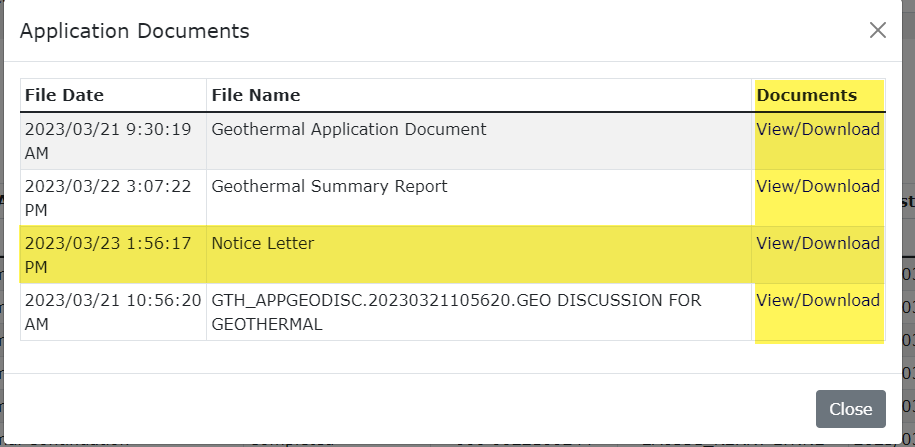 Application Documents
File Date File Name Documents
2023/03/21 9:30:19 AM Geothermal Application Document View/Download
2023/03/22 3:07:22 PM Geothermal Summary Report View/Download
2023/03/23 1:56:17 PM Notice Letter View/Download
2023/03/21 10:56:20 AM GTH_APPGEODISC.20230321105620.GEO DISCUSSION FOR GEOTHERMAL View/Download
Close